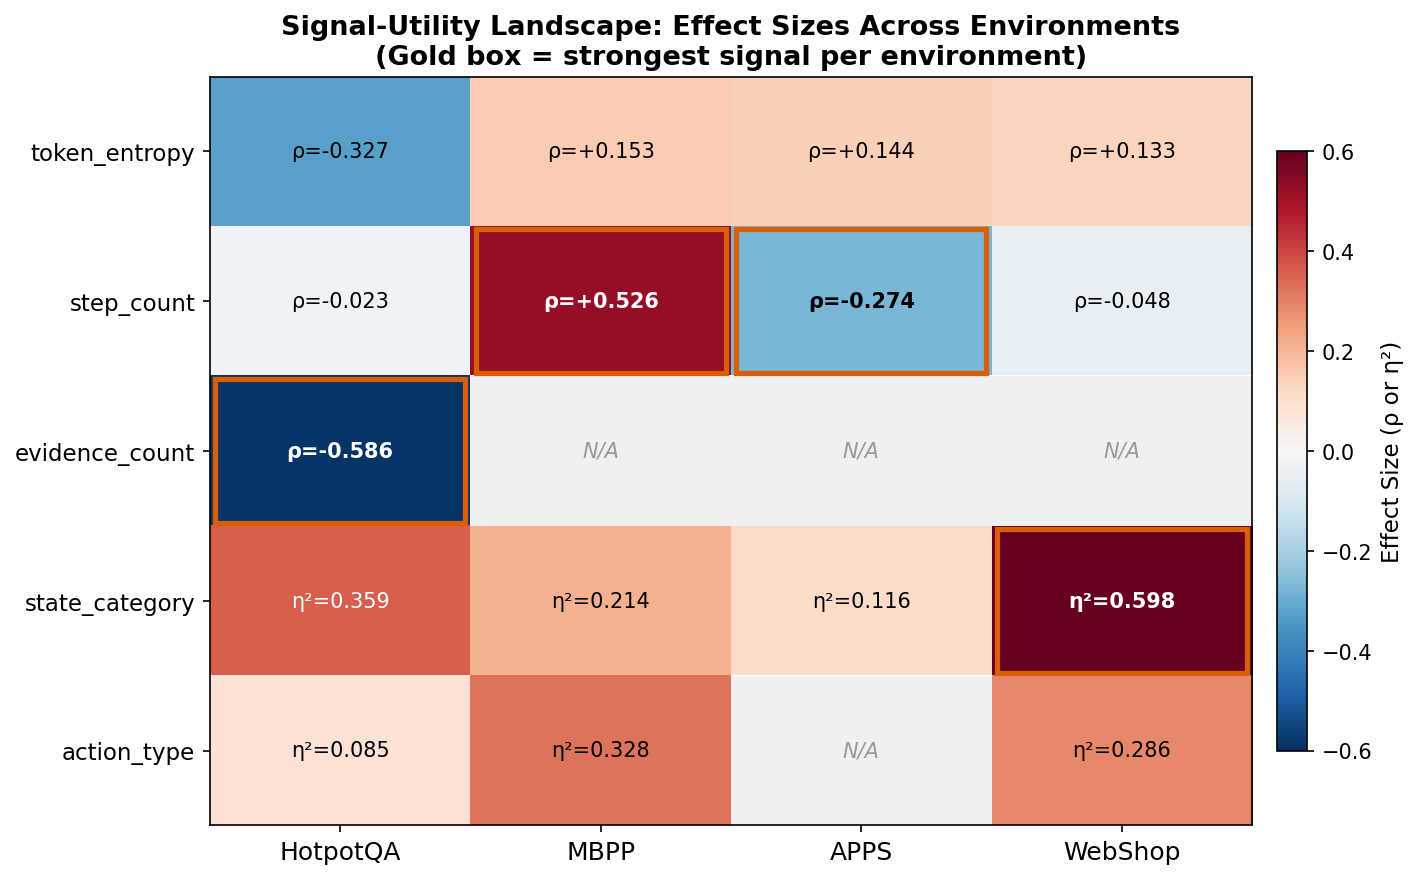 Signal-Utility Landscape: Effect Sizes Across Environments
(Gold box = strongest signal per environment)
token_entropy ρ=-0.327 ρ=+0.153 ρ=+0.144 ρ=+0.133
step_count ρ=-0.023 ρ=+0.526 ρ=-0.274 ρ=-0.048
evidence_count ρ=-0.586 N/A N/A N/A
state_category η²=0.359 η²=0.214 η²=0.116 η²=0.598
action_type η²=0.085 η²=0.328 N/A η²=0.286
HotpotQA MBPP APPS WebShop
0.6
0.4
0.2
0.0
−0.2
−0.4
−0.6
Effect Size (ρ or η²)